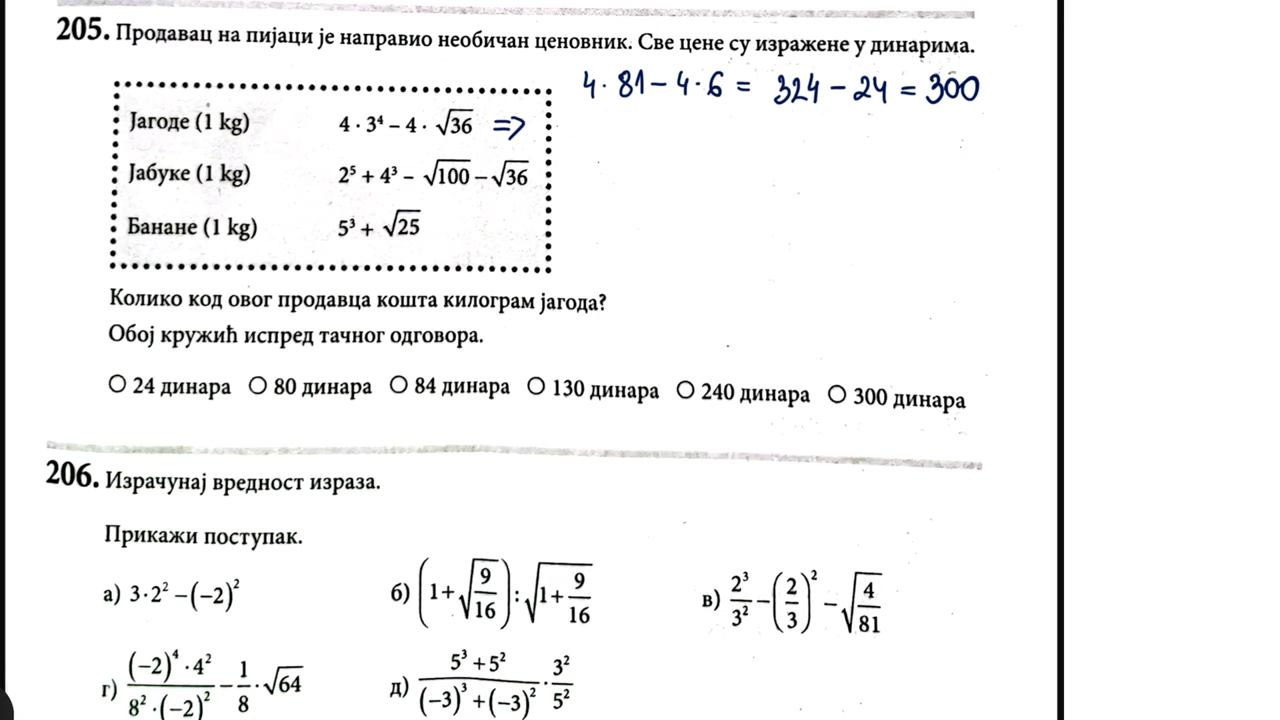 205. Продавац на пијаци је направио необичан ценовник. Све цене су изражене у динарима.
4 · 81 – 4 · 6 = 324 – 24 = 300
Јагоде (1 kg) 4 · 3⁴ – 4 · √36 =>
Јабуке (1 kg) 2⁵ + 4³ – √100 – √36
Банане (1 kg) 5³ + √25
Колико код овог продавца кошта килограм јагода?
Обој кружић испред тачног одговора.
○ 24 динара ○ 80 динара ○ 84 динара ○ 130 динара ○ 240 динара ○ 300 динара
206. Израчунај вредност израза.
Прикажи поступак.
а) 3·2² – (–2)² б) (1+√(9/16)) : √(1+9/16) в) 2³/3² – (2/3)² – √(4/81)
г) ((–2)⁴·4²)/(8²·(–2)²) – 1/8·√64 д) (5³+5²)/((–3)³+(–3)²)·3²/5²